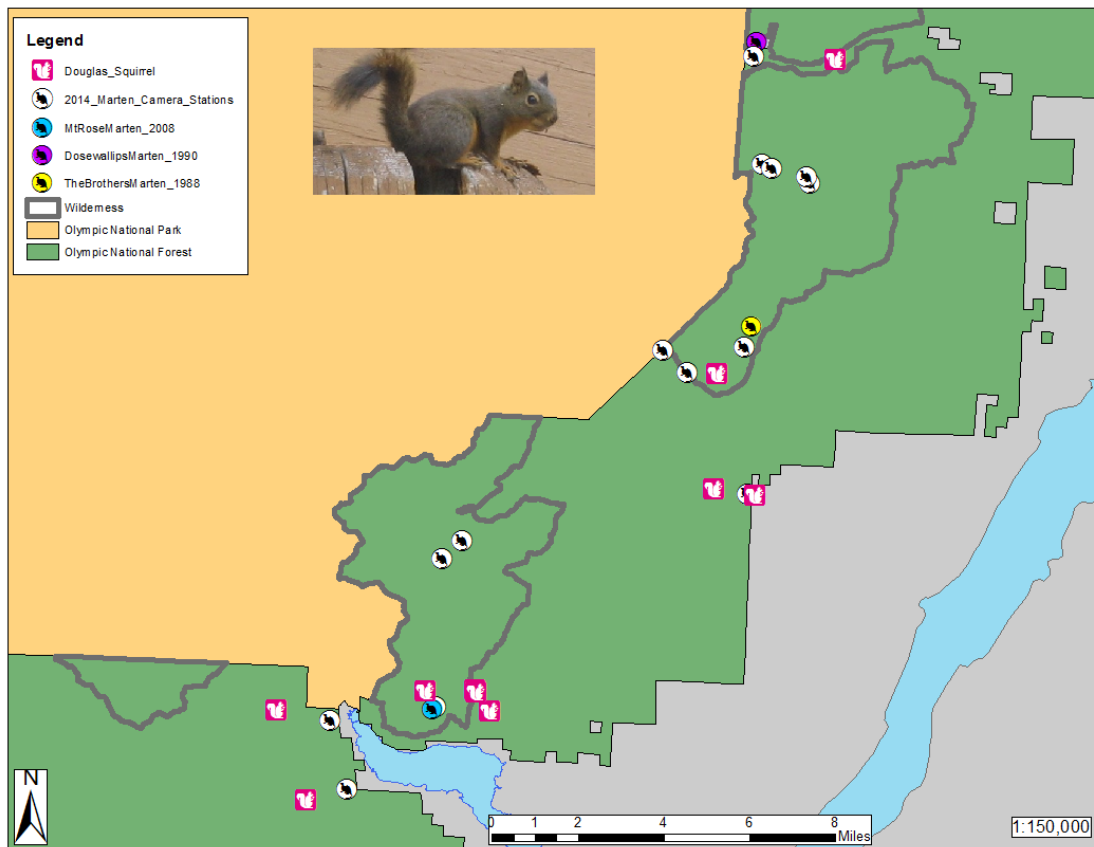 Legend
Douglas_Squirrel
2014_Marten_Camera_Stations
MtRoseMarten_2008
DosewallipsMarten_1990
TheBrothersMarten_1988
Wilderness
Olympic National Park
Olympic National Forest
N
0 1 2 4 6 8
Miles
1:150,000